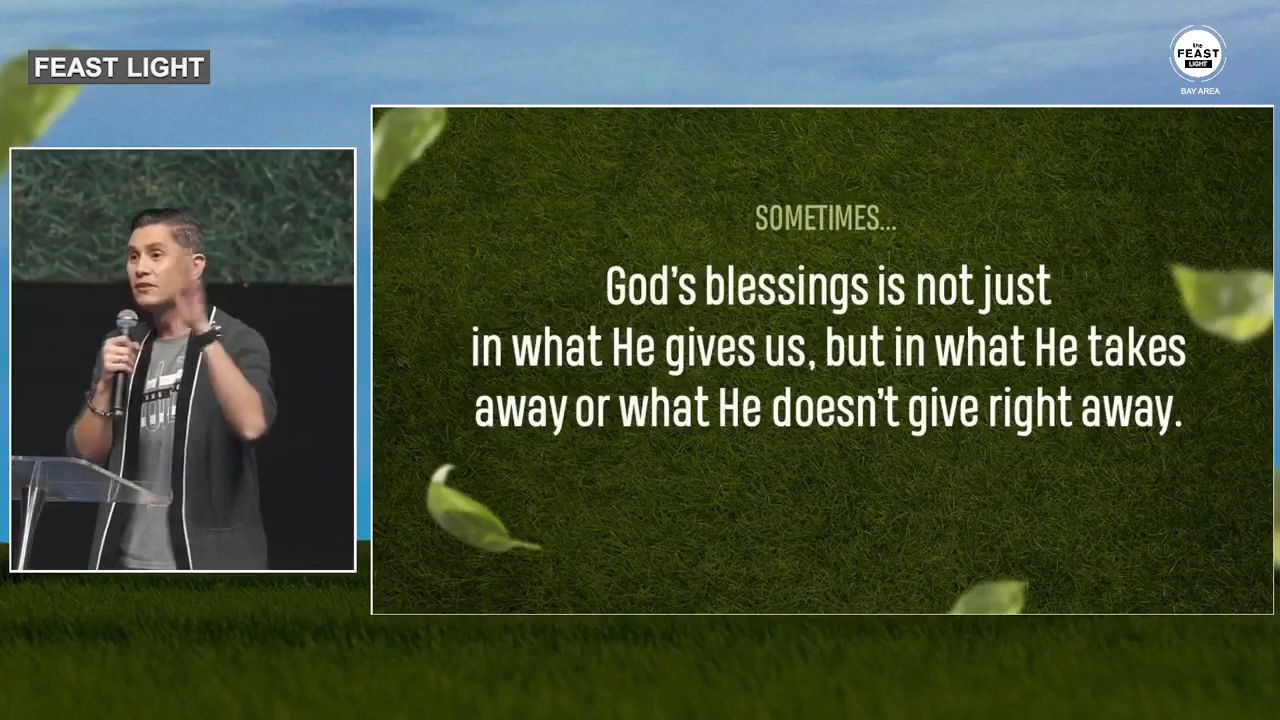 FEAST LIGHT
the
FEAST
LIGHT
BAY AREA
SOMETIMES...
God's blessings is not just
in what He gives us, but in what He takes
away or what He doesn't give right away.